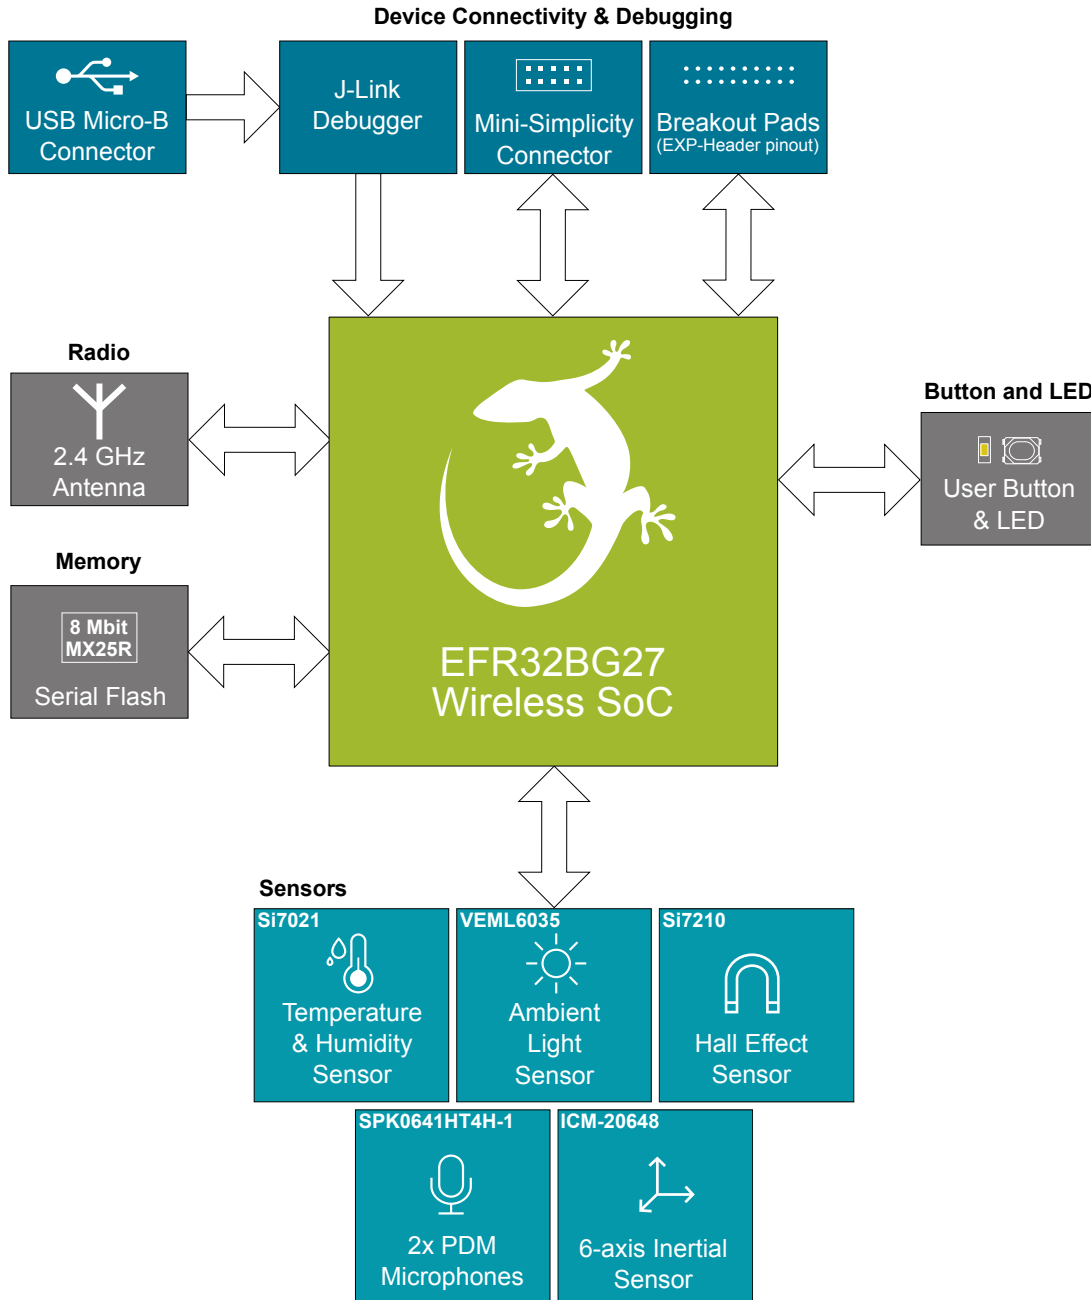 Device Connectivity & Debugging
USB Micro-B
Connector
J-Link
Debugger
Mini-Simplicity
Connector
Breakout Pads
(EXP-Header pinout)
Radio
2.4 GHz
Antenna
Button and LED
User Button
& LED
Memory
8 Mbit
MX25R
Serial Flash
EFR32BG27
Wireless SoC
Sensors
Si7021
Temperature
& Humidity
Sensor
VEML6035
Ambient
Light
Sensor
Si7210
Hall Effect
Sensor
SPK0641HT4H-1
2x PDM
Microphones
ICM-20648
6-axis Inertial
Sensor